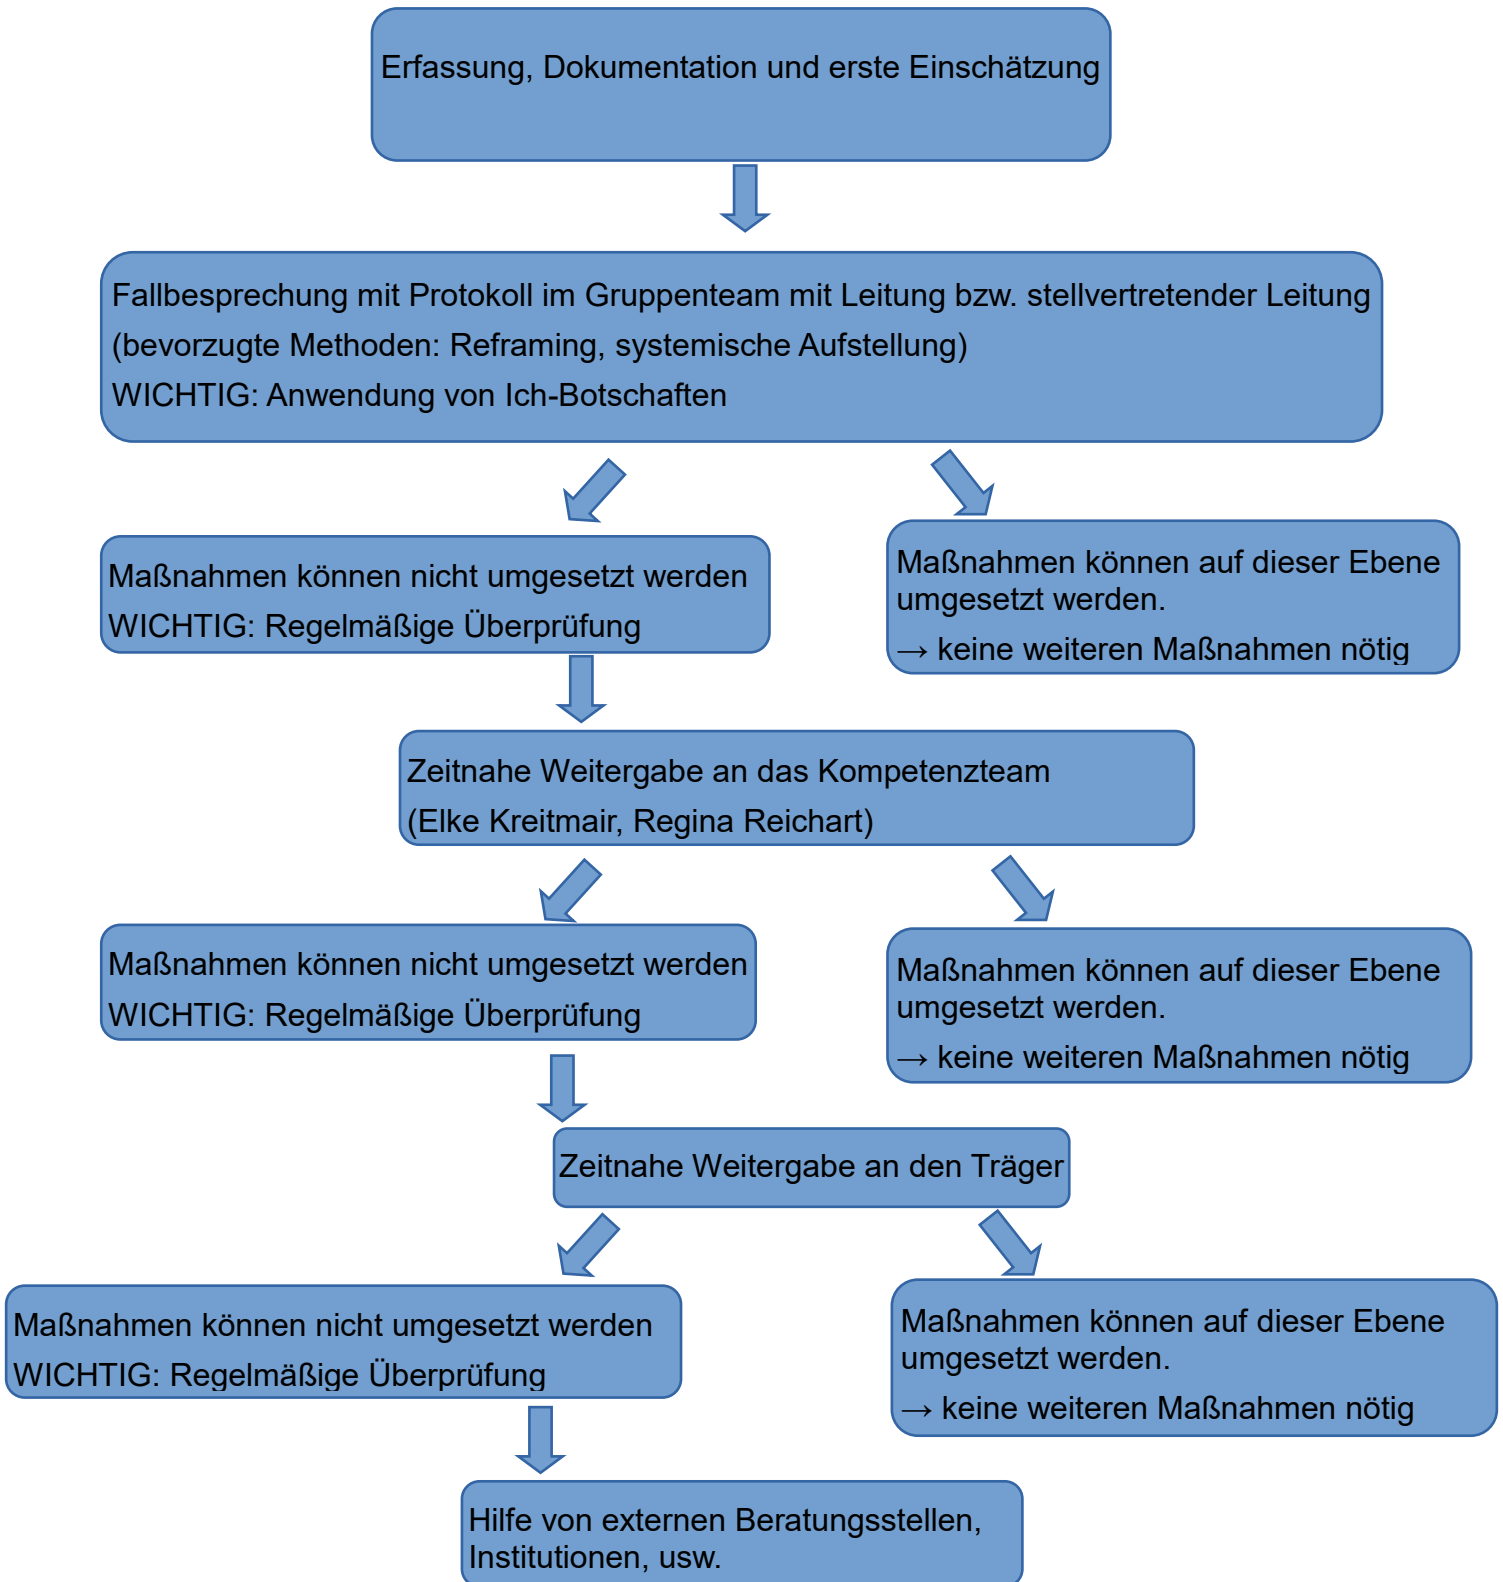 Erfassung, Dokumentation und erste Einschätzung
Fallbesprechung mit Protokoll im Gruppenteam mit Leitung bzw. stellvertretender Leitung
(bevorzugte Methoden: Reframing, systemische Aufstellung)
WICHTIG: Anwendung von Ich-Botschaften
Maßnahmen können nicht umgesetzt werden
WICHTIG: Regelmäßige Überprüfung
Maßnahmen können auf dieser Ebene
umgesetzt werden.
→ keine weiteren Maßnahmen nötig
Zeitnahe Weitergabe an das Kompetenzteam
(Elke Kreitmair, Regina Reichart)
Maßnahmen können nicht umgesetzt werden
WICHTIG: Regelmäßige Überprüfung
Maßnahmen können auf dieser Ebene
umgesetzt werden.
→ keine weiteren Maßnahmen nötig
Zeitnahe Weitergabe an den Träger
Maßnahmen können nicht umgesetzt werden
WICHTIG: Regelmäßige Überprüfung
Maßnahmen können auf dieser Ebene
umgesetzt werden.
→ keine weiteren Maßnahmen nötig
Hilfe von externen Beratungsstellen,
Institutionen, usw.